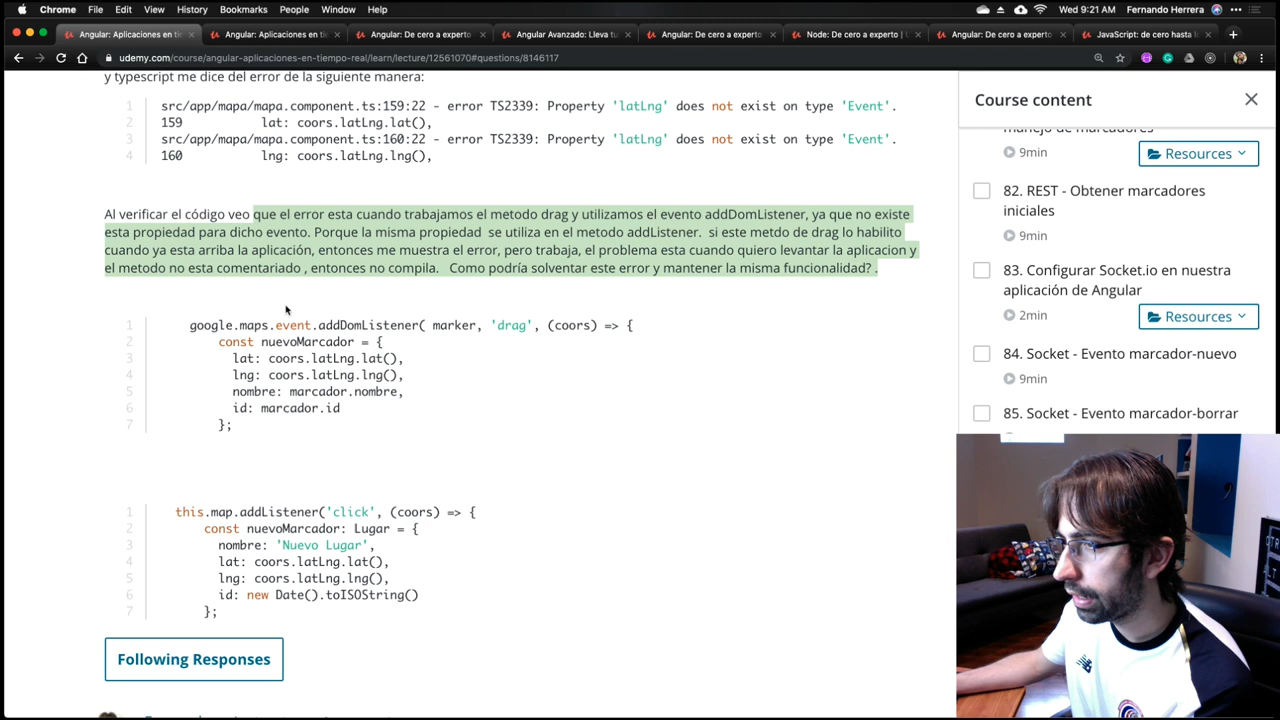 Chrome File Edit View History Bookmarks People Window Help
Wed 9:21 AM Fernando Herrera
Angular: Aplicaciones en tie
Angular: Aplicaciones en tie
Angular: De cero a experto
Angular Avanzado: Lleva tu
Angular: De cero a experto
Node: De cero a experto |
Angular: De cero a experto
JavaScript: de cero hasta l
udemy.com/course/angular-aplicaciones-en-tiempo-real/learn/lecture/12561070#questions/8146117
y typescript me dice del error de la siguiente manera:
1 src/app/mapa/mapa.component.ts:159:22 - error TS2339: Property 'latLng' does not exist on type 'Event'.
2 159 lat: coors.latLng.lat(),
3 src/app/mapa/mapa.component.ts:160:22 - error TS2339: Property 'latLng' does not exist on type 'Event'.
4 160 lng: coors.latLng.lng(),
Al verificar el código veo que el error esta cuando trabajamos el metodo drag y utilizamos el evento addDomListener, ya que no existe
esta propiedad para dicho evento. Porque la misma propiedad se utiliza en el metodo addListener. si este metdo de drag lo habilito
cuando ya esta arriba la aplicación, entonces me muestra el error, pero trabaja, el problema esta cuando quiero levantar la aplicacion y
el metodo no esta comentariado , entonces no compila. Como podría solventar este error y mantener la misma funcionalidad? .
1 google.maps.event.addDomListener( marker, 'drag', (coors) => {
2 const nuevoMarcador = {
3 lat: coors.latLng.lat(),
4 lng: coors.latLng.lng(),
5 nombre: marcador.nombre,
6 id: marcador.id
7 };
1 this.map.addListener('click', (coors) => {
2 const nuevoMarcador: Lugar = {
3 nombre: 'Nuevo Lugar',
4 lat: coors.latLng.lat(),
5 lng: coors.latLng.lng(),
6 id: new Date().toISOString()
7 };
Following Responses
Course content
manejo de marcadores
9min
Resources
82. REST - Obtener marcadores
iniciales
9min
83. Configurar Socket.io en nuestra
aplicación de Angular
2min
Resources
84. Socket - Evento marcador-nuevo
9min
85. Socket - Evento marcador-borrar